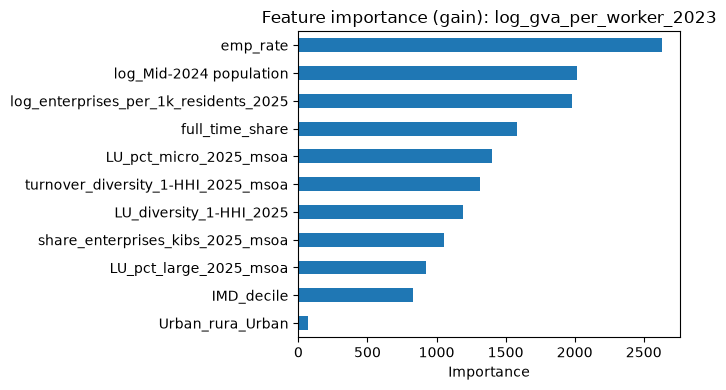 Feature importance (gain): log_gva_per_worker_2023
emp_rate
log_Mid-2024 population
log_enterprises_per_1k_residents_2025
full_time_share
LU_pct_micro_2025_msoa
turnover_diversity_1-HHI_2025_msoa
LU_diversity_1-HHI_2025
share_enterprises_kibs_2025_msoa
LU_pct_large_2025_msoa
IMD_decile
Urban_rura_Urban
0 500 1000 1500 2000 2500
Importance